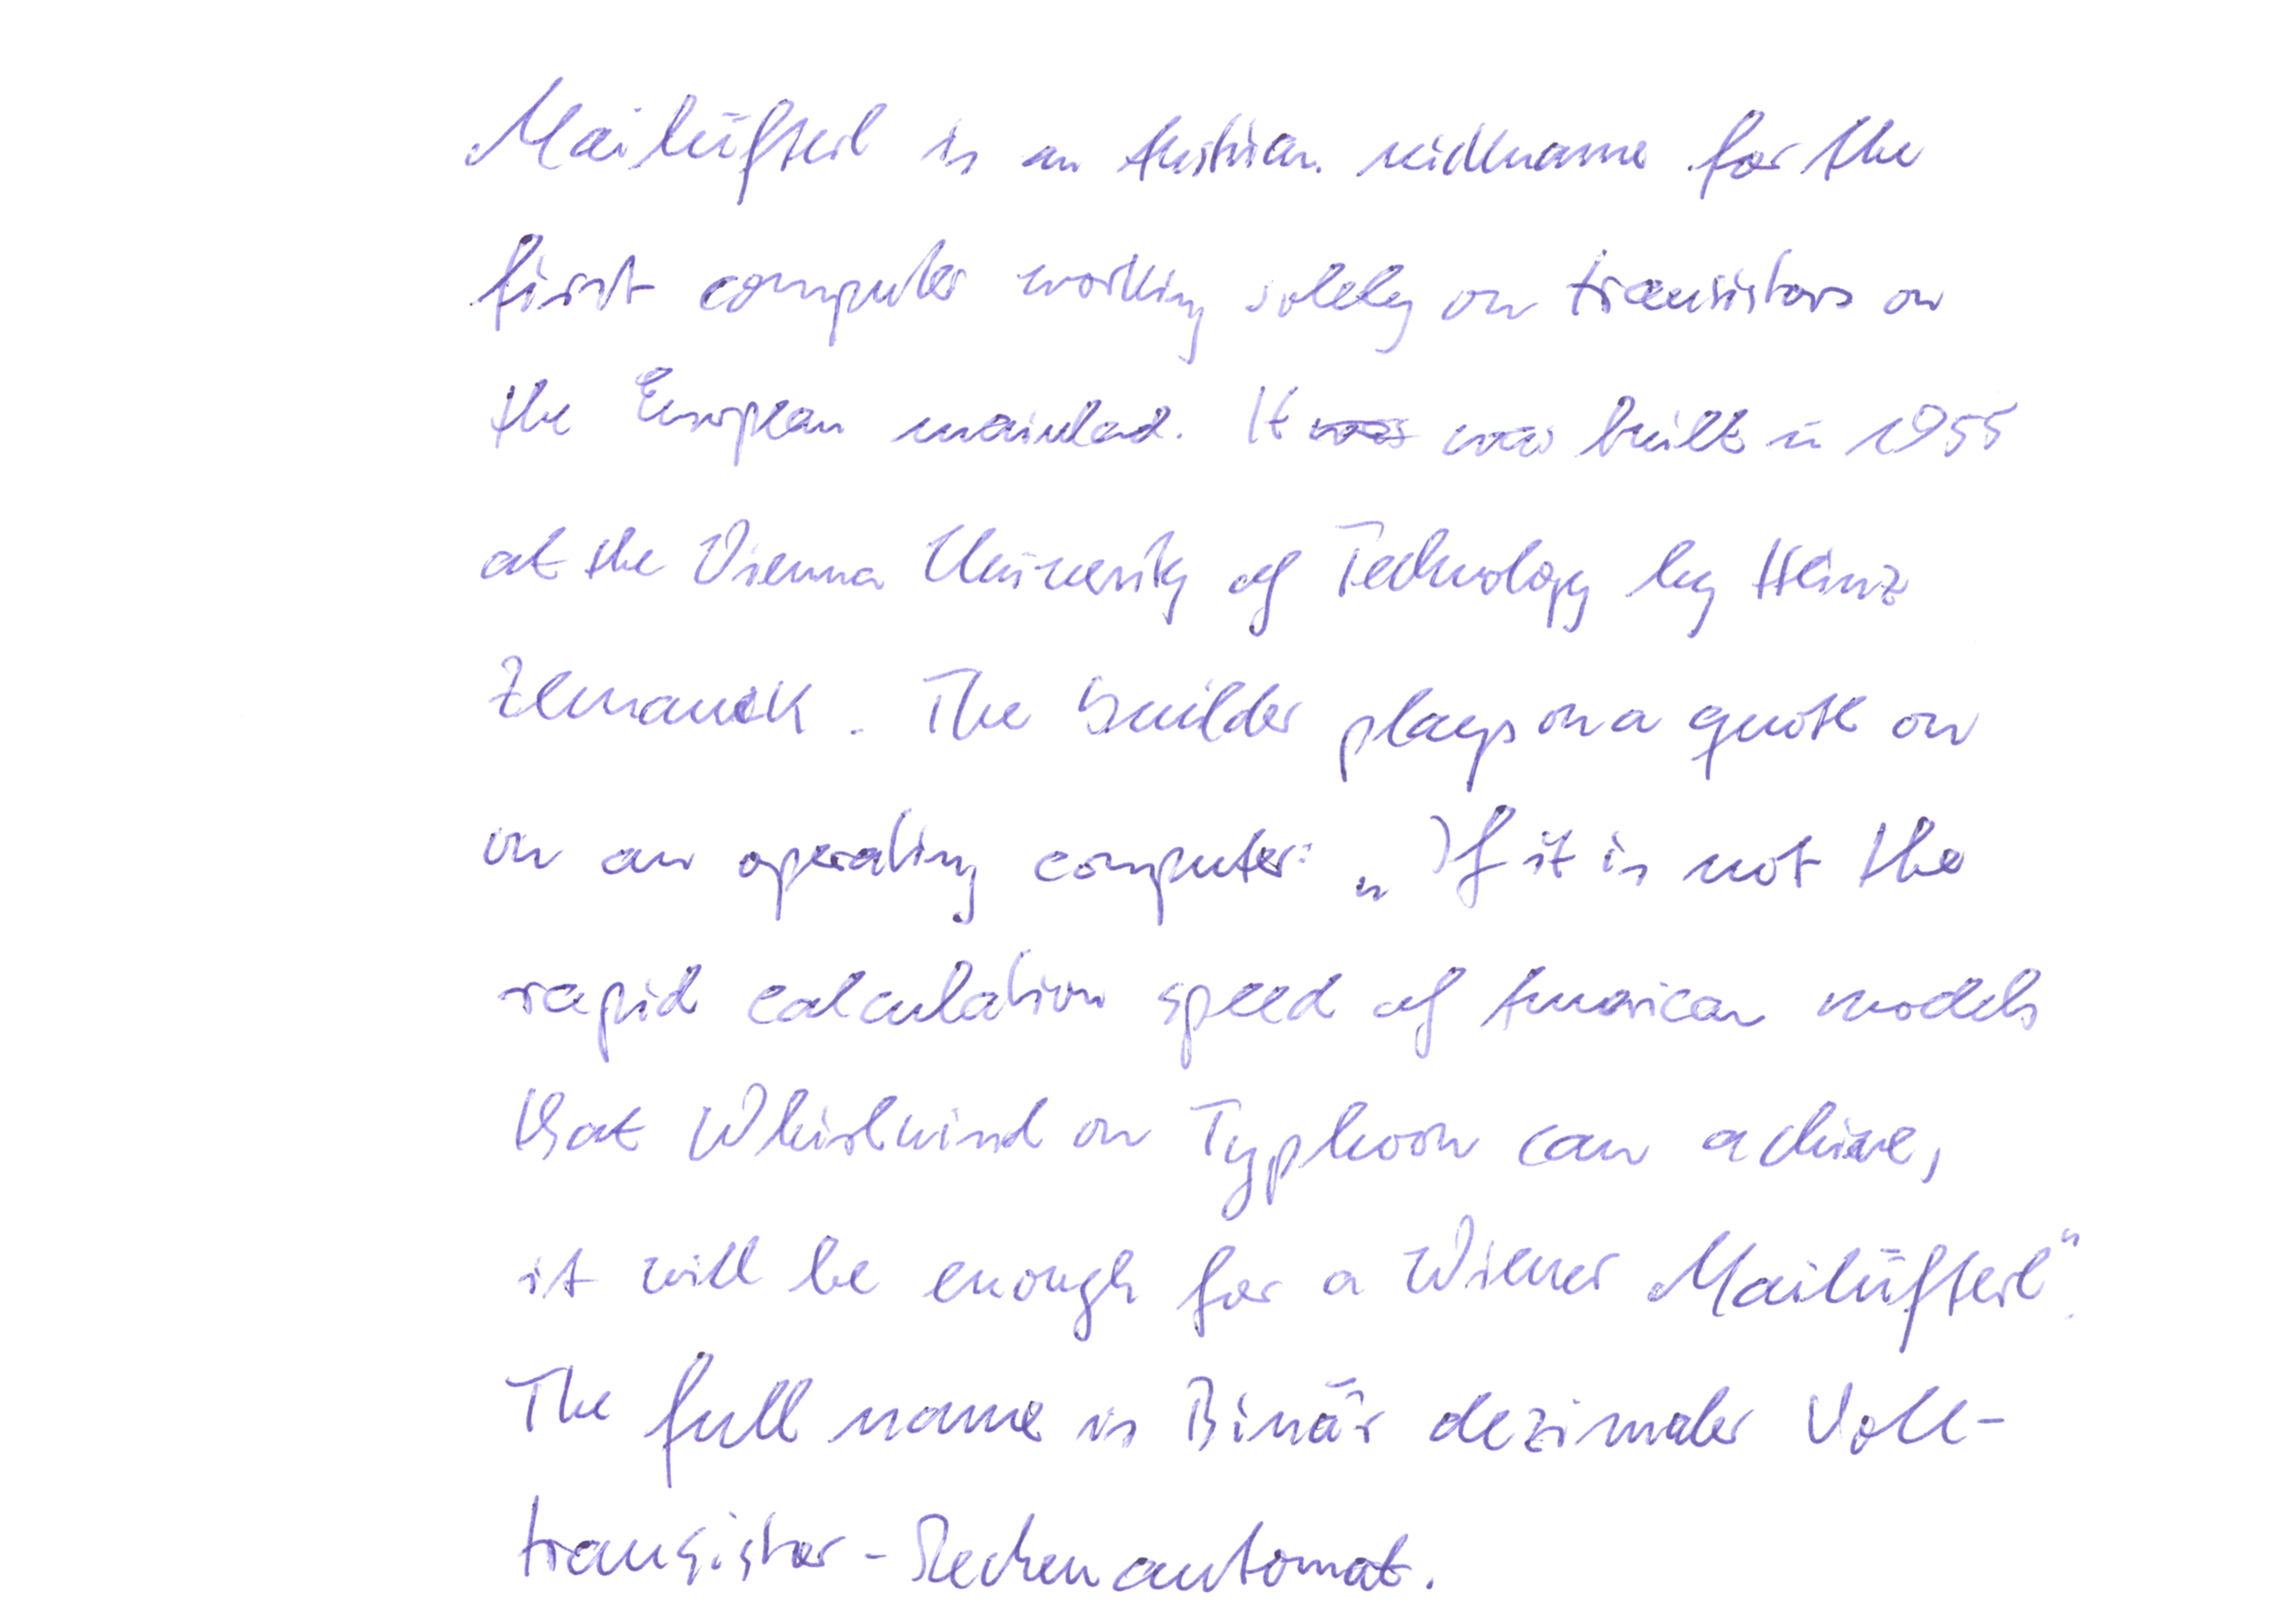 Mailüfterl is an Austrian nickname for the
first computer working solely on transistors on
the European mainland. It was was built in 1955
at the Vienna University of Technology by Heinz
Zemanek. The builder plays on a quote on
on an operating computer: „If it is not the
rapid calculation speed of American models
that Whirlwind or Typhoon can achieve,
it will be enough for a Wiener Mailüfterl“.
The full name is Binär dezimaler Voll-
transistor-Rechenautomat.